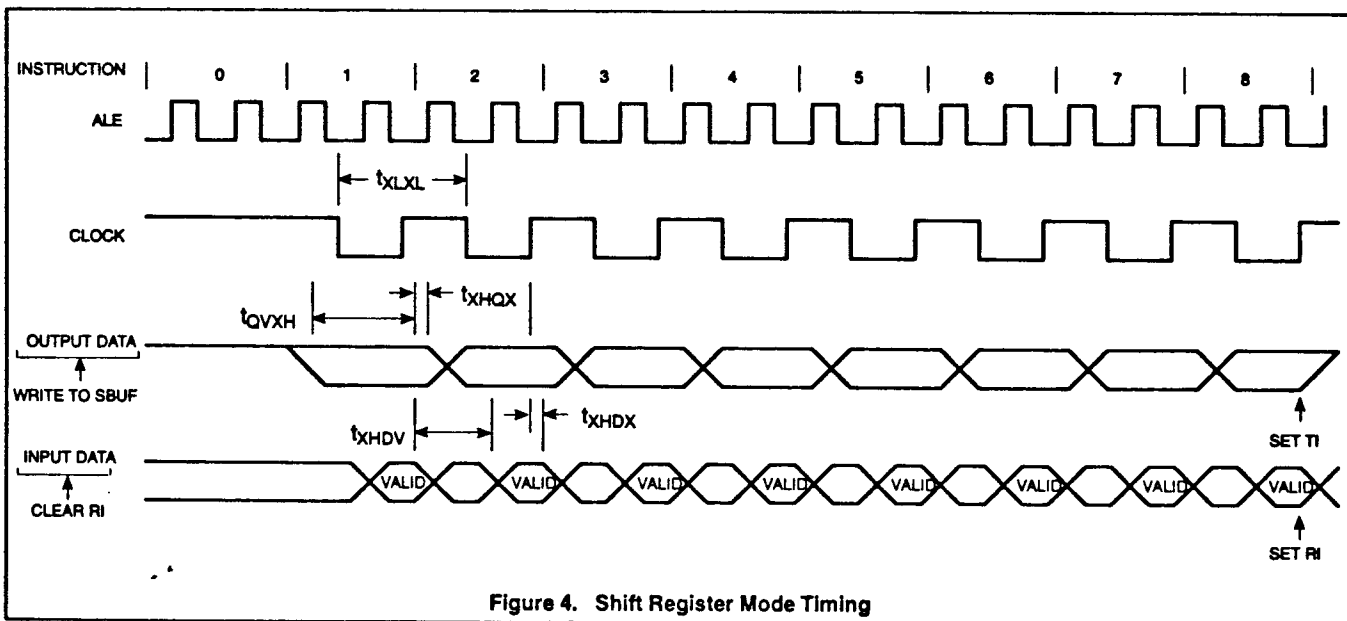 INSTRUCTION 0 1 2 3 4 5 6 7 8
ALE
tXLXL
CLOCK
tQVXH tXHQX
OUTPUT DATA
WRITE TO SBUF
tXHDV tXHDX
SET TI
INPUT DATA
VALID VALID VALID VALID VALID VALID VALID VALID
CLEAR RI
SET RI
Figure 4. Shift Register Mode Timing